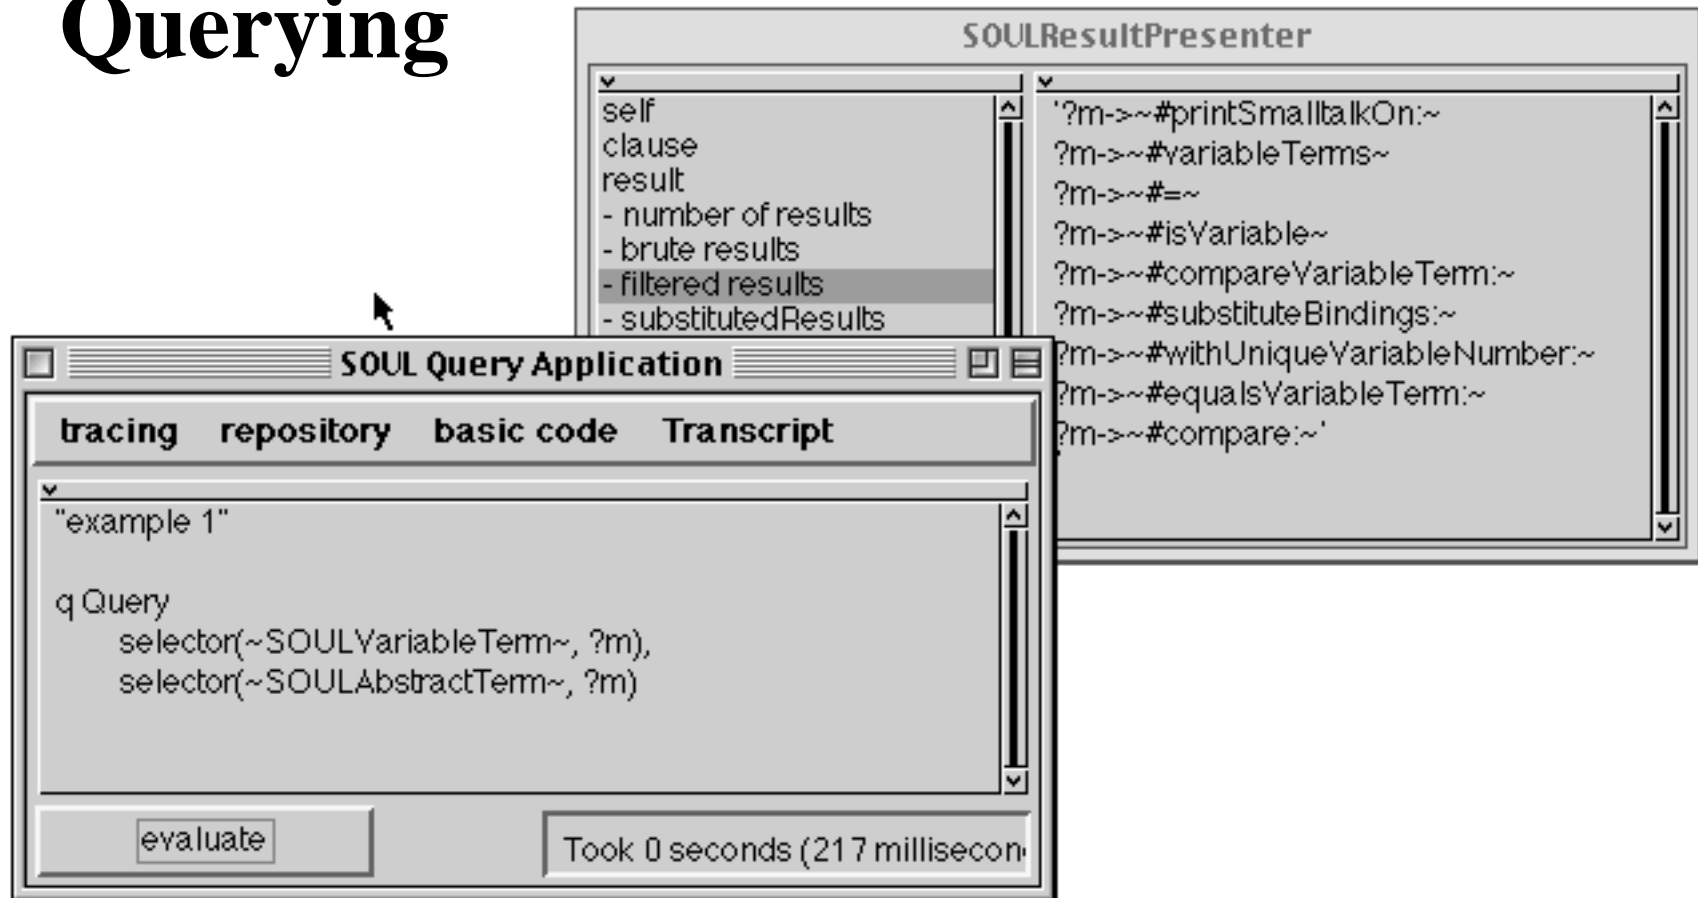 Querying
SOULResultPresenter
self
clause
result
- number of results
- brute results
- filtered results
- substitutedResults
'?m->~#printSmalltalkOn:~
?m->~#variableTerms~
?m->~#=~
?m->~#isVariable~
?m->~#compareVariableTerm:~
?m->~#substituteBindings:~
?m->~#withUniqueVariableNumber:~
?m->~#equalsVariableTerm:~
?m->~#compare:~'
SOUL Query Application
tracing repository basic code Transcript
"example 1"
q Query
selector(~SOULVariableTerm~, ?m),
selector(~SOULAbstractTerm~, ?m)
evaluate
Took 0 seconds (217 millisecon